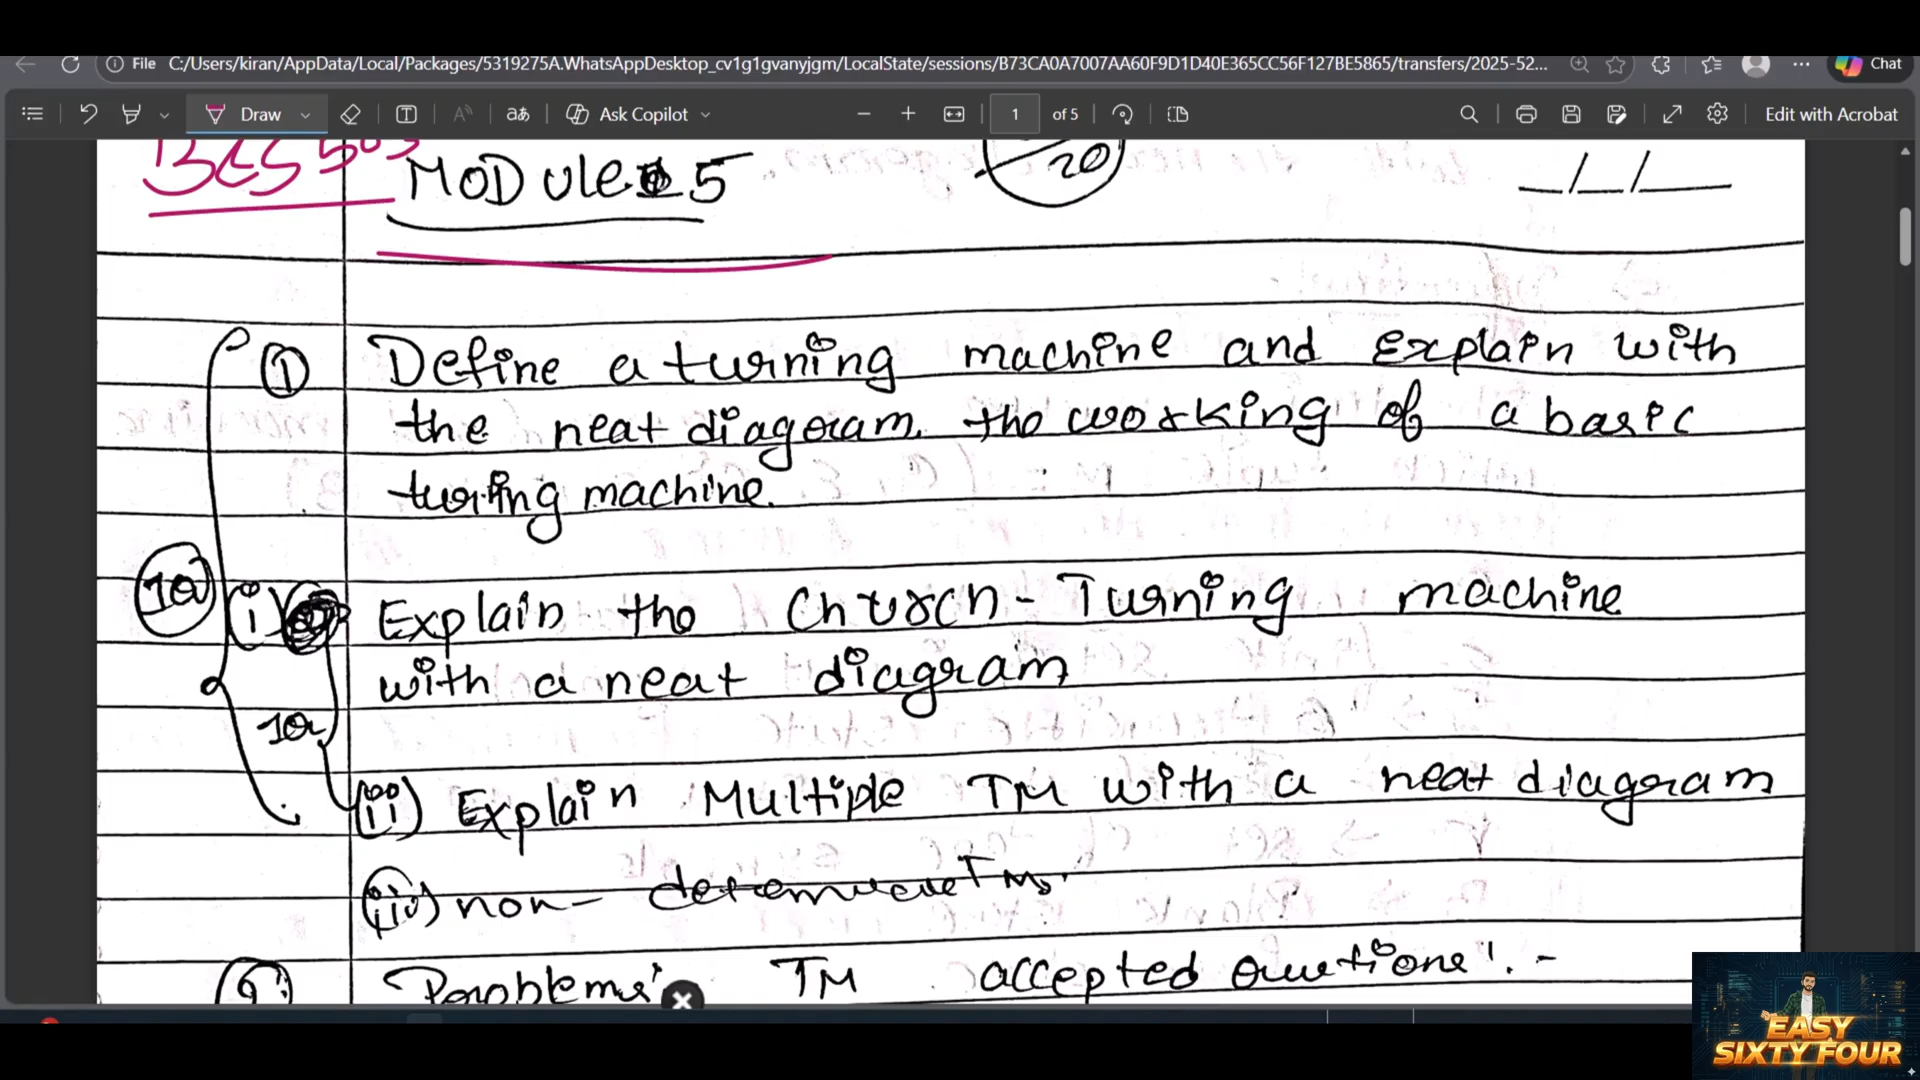 File C:/Users/kiran/AppData/Local/Packages/5319275A.WhatsAppDesktop_cv1g1gvanyjgm/LocalState/sessions/B73CA0A7007AA60F9D1D40E365CC56F127BE5865/transfers/2025-52... Chat
Draw Ask Copilot 1 of 5 Edit with Acrobat
BCS503 MODule 5 20
① Define a turning machine and Explain with
the neat diagram. the working of a basic
turing machine.
(i) Explain the Church-Turning machine
with a neat diagram
(ii) Explain Multiple TM with a neat diagram
(iii) non- TMs.
Problems' TM accepted
EASY
SIXTY FOUR